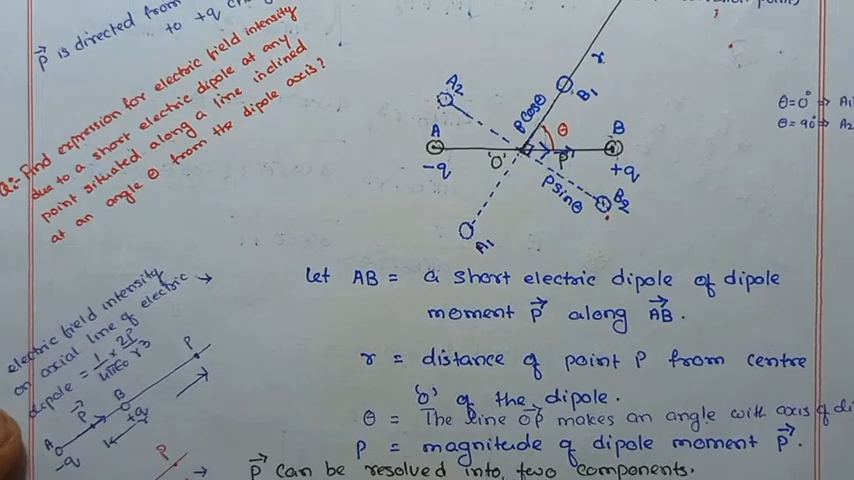 P is directed from
to +q
Q:- Find expression for electric field intensity
due to a short electric dipole at any
point situated along a line inclined
at an angle θ from the dipole axis?
r
A2
B1
Pcosθ
θ
A
B
-q
'O'
P
+q
Psinθ
B2
A1
θ=0° ⇒ A1
θ=90° ⇒ A2
Let AB = a short electric dipole of dipole
moment P along AB.
r = distance of point P from centre
'O' of the dipole.
θ = The line OP makes an angle with axis of di
P = magnitude of dipole moment P.
P can be resolved into two components.
electric field intensity
on axial line of electric
dipole = 1/4πε0 × 2P/r3
P
B
P
+q
A
-q
P